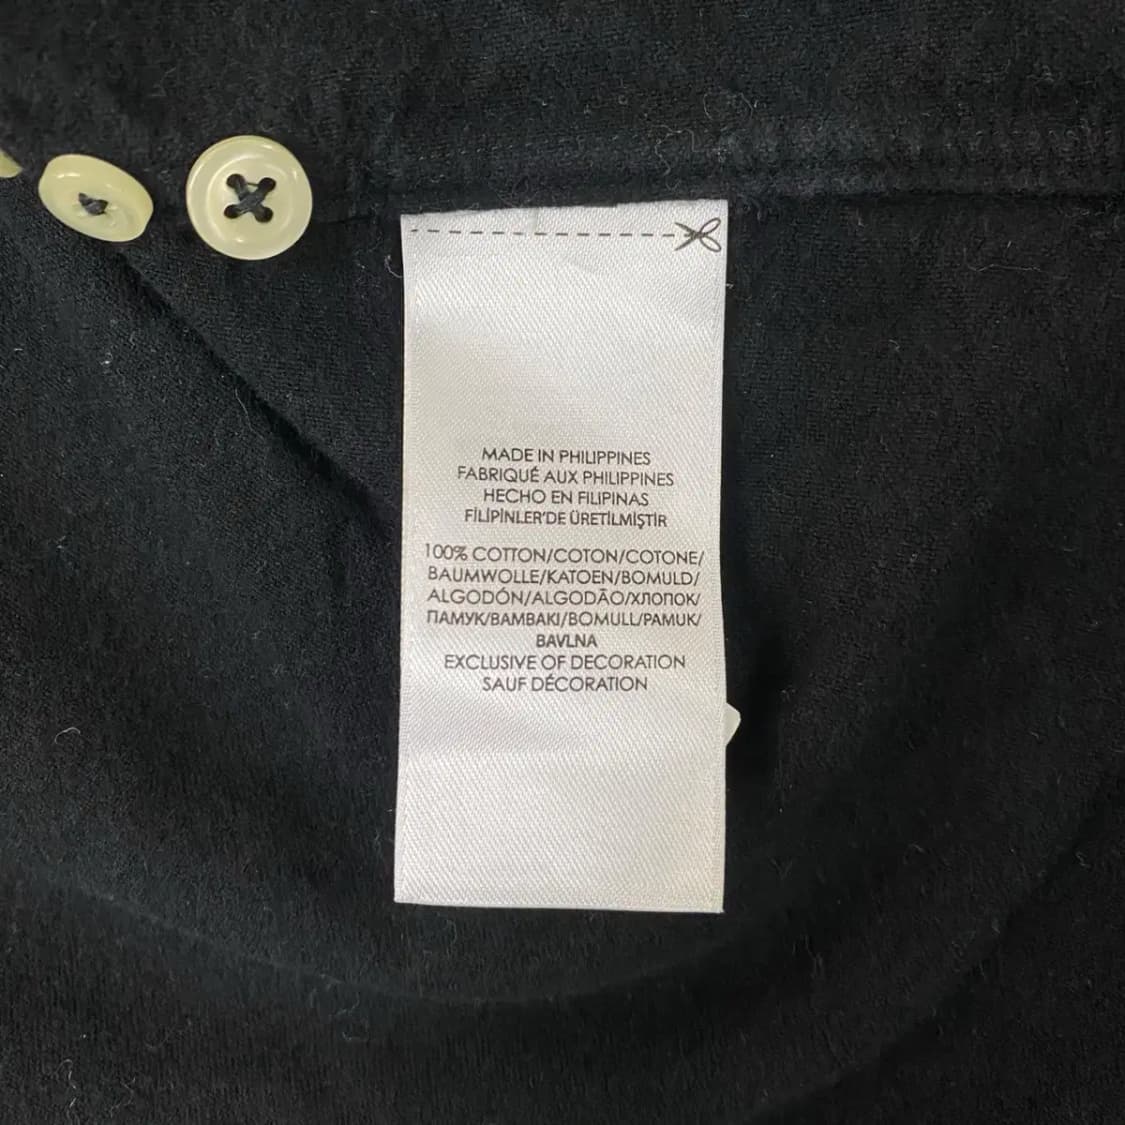 MADE IN PHILIPPINES
FABRIQUÉ AUX PHILIPPINES
HECHO EN FILIPINAS
FİLİPİNLER'DE ÜRETİLMİŞTİR
100% COTTON/COTON/COTONE/
BAUMWOLLE/KATOEN/BOMULD/
ALGODÓN/ALGODÃO/ХЛОПОК/
ПАМУК/ΒΑΜΒΑΚΙ/BOMULL/PAMUK/
BAVLNA
EXCLUSIVE OF DECORATION
SAUF DÉCORATION